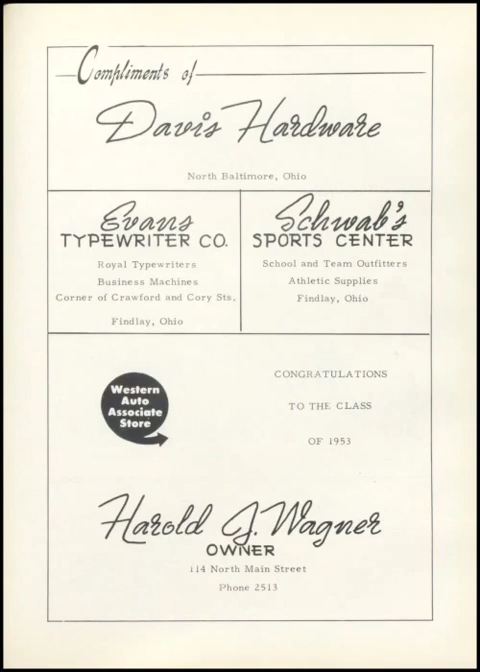 Compliments of
Davis Hardware
North Baltimore, Ohio
Evans
TYPEWRITER CO.
Royal Typewriters
Business Machines
Corner of Crawford and Cory Sts.
Findlay, Ohio
Schwab's
SPORTS CENTER
School and Team Outfitters
Athletic Supplies
Findlay, Ohio
Western
Auto
Associate
Store
CONGRATULATIONS
TO THE CLASS
OF 1953
Harold J. Wagner
OWNER
114 North Main Street
Phone 2513